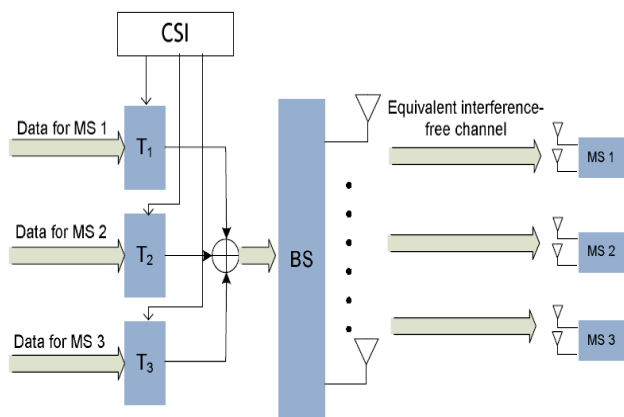 CSI
Data for MS 1
T1
Data for MS 2
T2
Data for MS 3
T3
BS
Equivalent interference-
free channel
MS 1
MS 2
MS 3